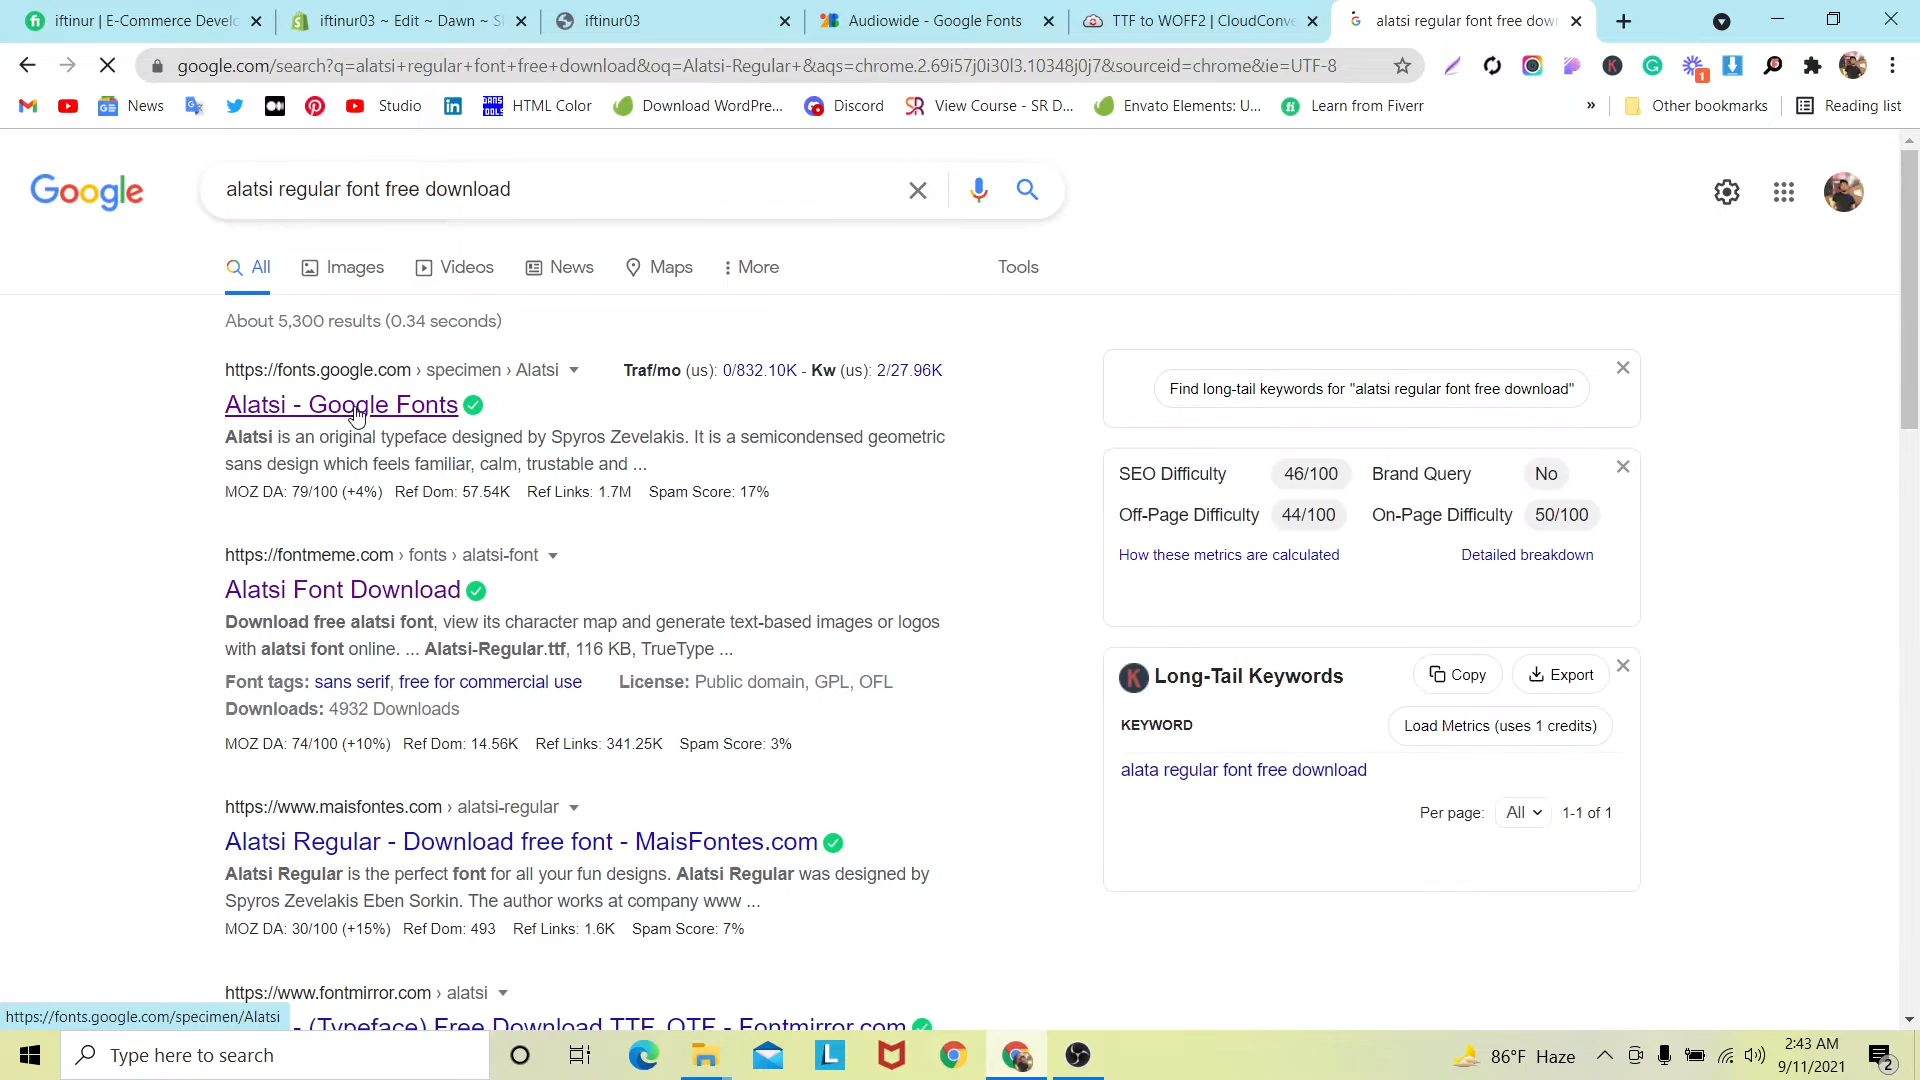 iftinur | E-Commerce Develo
iftinur03 ~ Edit ~ Dawn ~ S
iftinur03
Audiowide - Google Fonts
TTF to WOFF2 | CloudConve
alatsi regular font free down
google.com/search?q=alatsi+regular+font+free+download&oq=Alatsi-Regular+&aqs=chrome.2.69i57j0i30l3.10348j0j7&sourceid=chrome&ie=UTF-8
News
Studio
HTML Color
Download WordPre...
Discord
View Course - SR D...
Envato Elements: U...
Learn from Fiverr
»
Other bookmarks
Reading list
Google
alatsi regular font free download
All
Images
Videos
News
Maps
More
Tools
About 5,300 results (0.34 seconds)
https://fonts.google.com › specimen › Alatsi
Traf/mo (us): 0/832.10K - Kw (us): 2/27.96K
Alatsi - Google Fonts
Alatsi is an original typeface designed by Spyros Zevelakis. It is a semicondensed geometric
sans design which feels familiar, calm, trustable and ...
MOZ DA: 79/100 (+4%) Ref Dom: 57.54K Ref Links: 1.7M Spam Score: 17%
https://fontmeme.com › fonts › alatsi-font
Alatsi Font Download
Download free alatsi font, view its character map and generate text-based images or logos
with alatsi font online. ... Alatsi-Regular.ttf, 116 KB, TrueType ...
Font tags: sans serif, free for commercial use License: Public domain, GPL, OFL
Downloads: 4932 Downloads
MOZ DA: 74/100 (+10%) Ref Dom: 14.56K Ref Links: 341.25K Spam Score: 3%
https://www.maisfontes.com › alatsi-regular
Alatsi Regular - Download free font - MaisFontes.com
Alatsi Regular is the perfect font for all your fun designs. Alatsi Regular was designed by
Spyros Zevelakis Eben Sorkin. The author works at company www ...
MOZ DA: 30/100 (+15%) Ref Dom: 493 Ref Links: 1.6K Spam Score: 7%
https://www.fontmirror.com › alatsi
- (Typeface) Free Download TTF, OTF - Fontmirror.com
Find long-tail keywords for "alatsi regular font free download"
SEO Difficulty 46/100 Brand Query No
Off-Page Difficulty 44/100 On-Page Difficulty 50/100
How these metrics are calculated
Detailed breakdown
K
Long-Tail Keywords
Copy
Export
KEYWORD
Load Metrics (uses 1 credits)
alata regular font free download
Per page: All 1-1 of 1
https://fonts.google.com/specimen/Alatsi
Type here to search
86°F Haze
2:43 AM
9/11/2021
2